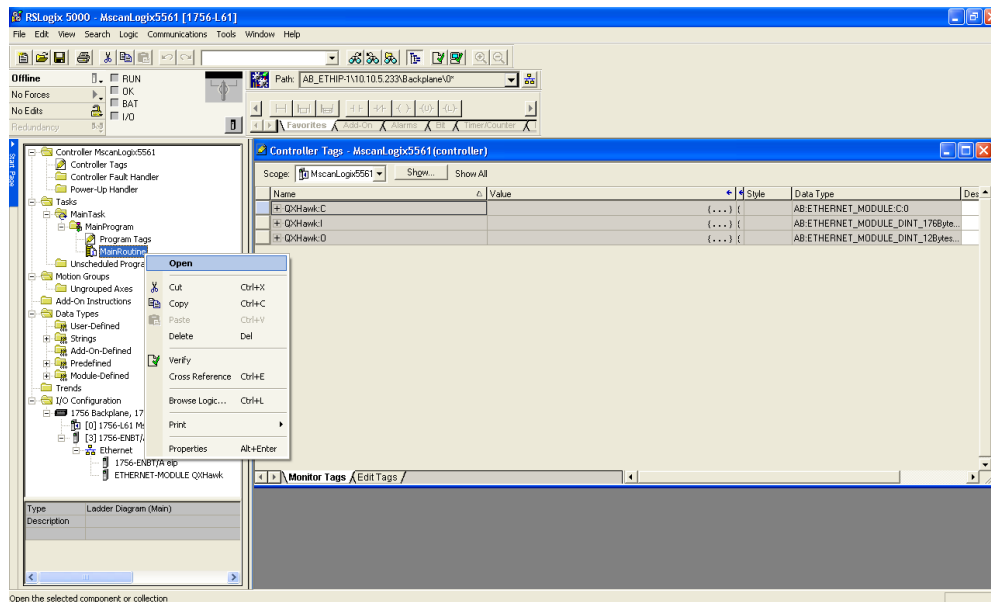 RSLogix 5000 - MscanLogix5561 [1756-L61]
File Edit View Search Logic Communications Tools Window Help
Offline
RUN
No Forces
OK
BAT
No Edits
I/O
Redundancy
Path: AB_ETHIP-1\10.10.5.233\Backplane\0*
Favorites Add-On Alarms Bit Timer/Counter
Start Page
Controller MscanLogix5561
Controller Tags
Controller Fault Handler
Power-Up Handler
Tasks
MainTask
MainProgram
Program Tags
MainRoutine
Unscheduled Progra
Motion Groups
Ungrouped Axes
Add-On Instructions
Data Types
User-Defined
Strings
Add-On-Defined
Predefined
Module-Defined
Trends
I/O Configuration
1756 Backplane, 17
[0] 1756-L61 Ms
[3] 1756-ENBT/
Ethernet
1756-ENBT/A eip
ETHERNET-MODULE QXHawk
Type Ladder Diagram (Main)
Description
Open
Cut Ctrl+X
Copy Ctrl+C
Paste Ctrl+V
Delete Del
Verify
Cross Reference Ctrl+E
Browse Logic... Ctrl+L
Print
Properties Alt+Enter
Controller Tags - MscanLogix5561(controller)
Scope: MscanLogix5561 Show... Show All
Name Value Style Data Type Des
QXHawk:C {...} { AB:ETHERNET_MODULE:C:0
QXHawk:I {...} { AB:ETHERNET_MODULE_DINT_176Byte...
QXHawk:O {...} { AB:ETHERNET_MODULE_DINT_12Bytes...
Monitor Tags Edit Tags
Open the selected component or collection